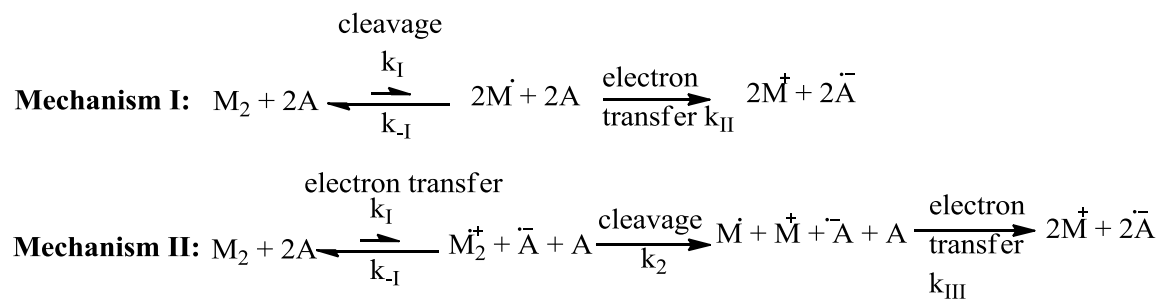 cleavage
k_I
Mechanism I: M₂ + 2A ⇌ 2M˙ + 2A → 2M⁺ + 2A˙⁻
k_-I
electron
transfer k_II
electron transfer
k_I
Mechanism II: M₂ + 2A ⇌ M₂˙⁺ + A˙⁻ + A → M˙ + M⁺ + A˙⁻ + A → 2M⁺ + 2A˙⁻
k_-I
cleavage
k₂
electron
transfer
k_III